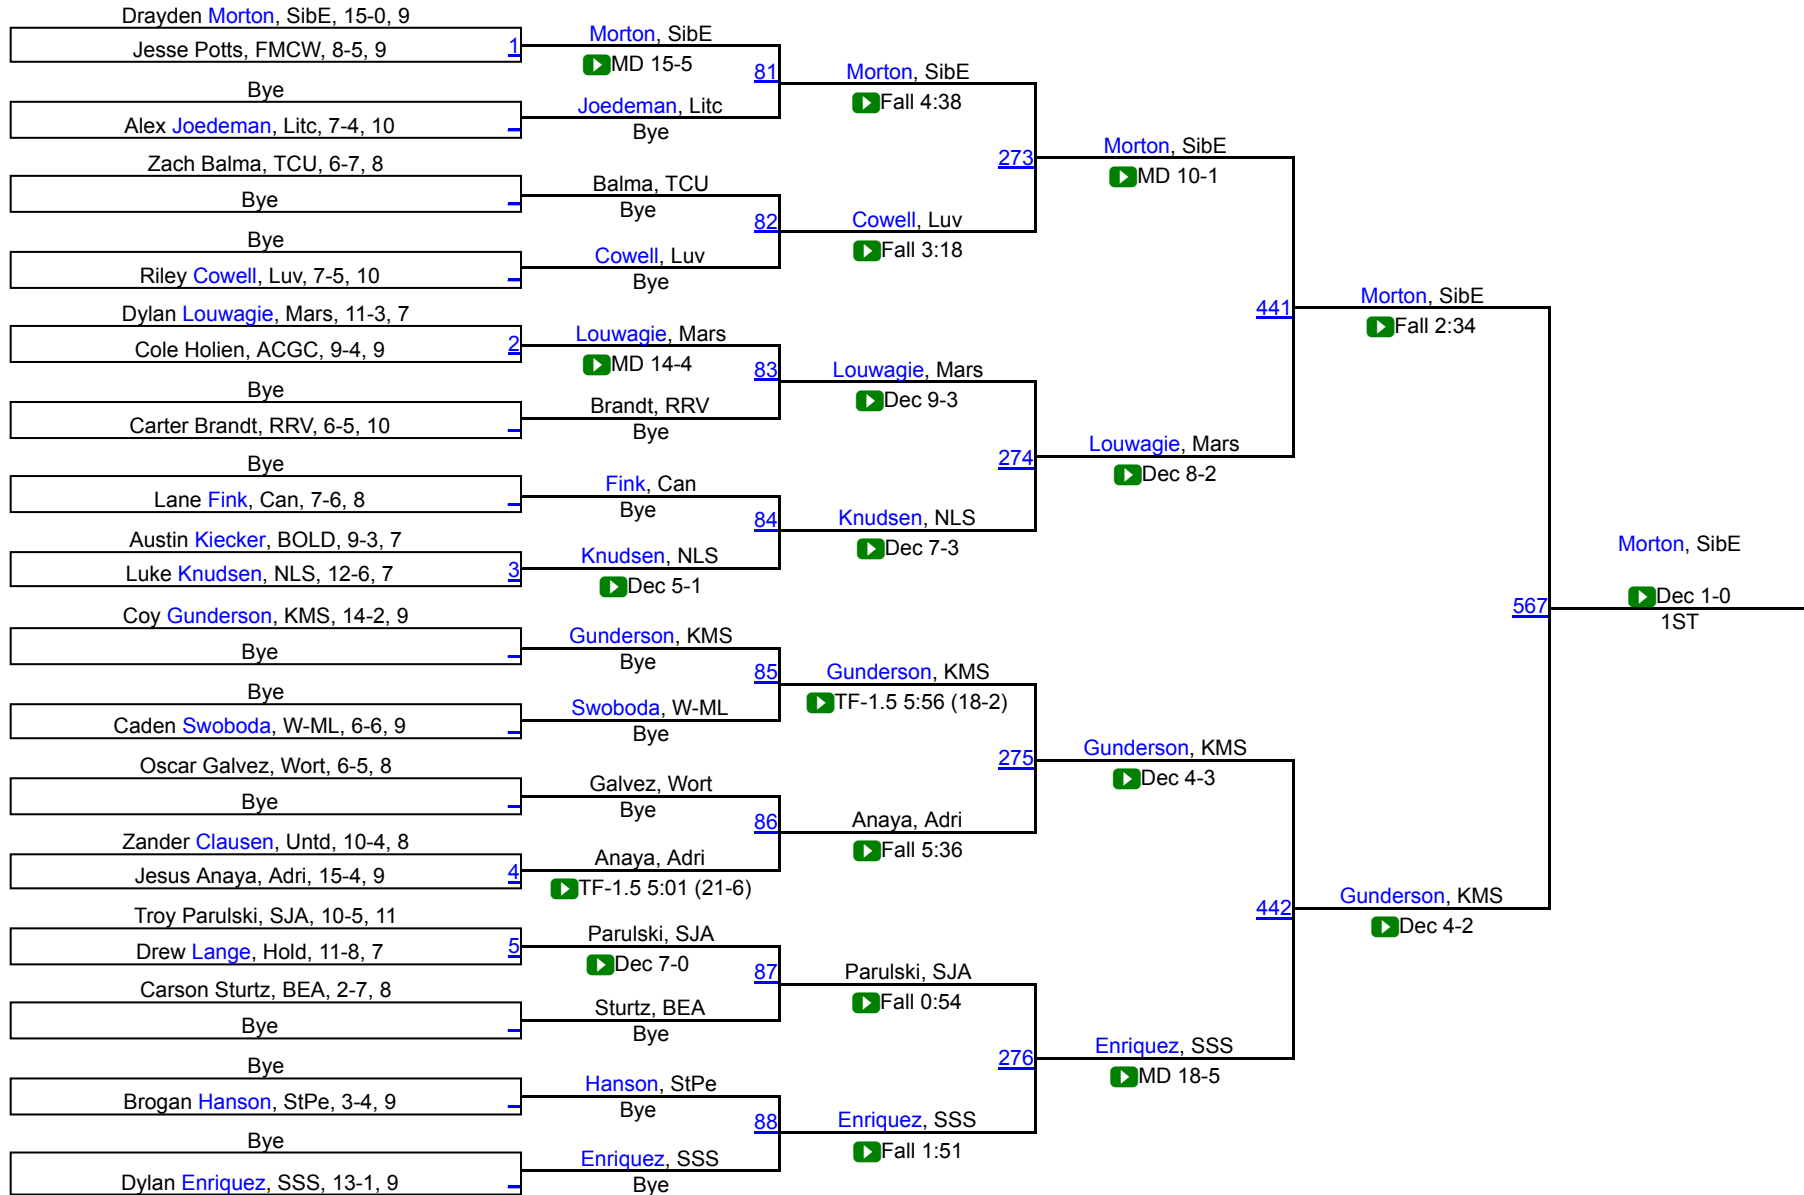 Drayden Morton, SibE, 15-0, 9
Jesse Potts, FMCW, 8-5, 9
1
Bye
Alex Joedeman, Litc, 7-4, 10
Zach Balma, TCU, 6-7, 8
Bye
Bye
Riley Cowell, Luv, 7-5, 10
Dylan Louwagie, Mars, 11-3, 7
Cole Holien, ACGC, 9-4, 9
2
Bye
Carter Brandt, RRV, 6-5, 10
Bye
Lane Fink, Can, 7-6, 8
Austin Kiecker, BOLD, 9-3, 7
Luke Knudsen, NLS, 12-6, 7
3
Coy Gunderson, KMS, 14-2, 9
Bye
Bye
Caden Swoboda, W-ML, 6-6, 9
Oscar Galvez, Wort, 6-5, 8
Bye
Zander Clausen, Untd, 10-4, 8
Jesus Anaya, Adri, 15-4, 9
4
Troy Parulski, SJA, 10-5, 11
Drew Lange, Hold, 11-8, 7
5
Carson Sturtz, BEA, 2-7, 8
Bye
Bye
Brogan Hanson, StPe, 3-4, 9
Bye
Dylan Enriquez, SSS, 13-1, 9
Morton, SibE
MD 15-5
81
Joedeman, Litc
Bye
Balma, TCU
Bye
82
Cowell, Luv
Bye
Louwagie, Mars
MD 14-4
83
Brandt, RRV
Bye
Fink, Can
Bye
84
Knudsen, NLS
Dec 5-1
Gunderson, KMS
Bye
85
Swoboda, W-ML
Bye
Galvez, Wort
Bye
86
Anaya, Adri
TF-1.5 5:01 (21-6)
Parulski, SJA
Dec 7-0
87
Sturtz, BEA
Bye
Hanson, StPe
Bye
88
Enriquez, SSS
Bye
Morton, SibE
Fall 4:38
273
Cowell, Luv
Fall 3:18
Louwagie, Mars
Dec 9-3
274
Knudsen, NLS
Dec 7-3
Gunderson, KMS
TF-1.5 5:56 (18-2)
275
Anaya, Adri
Fall 5:36
Parulski, SJA
Fall 0:54
276
Enriquez, SSS
Fall 1:51
Morton, SibE
MD 10-1
441
Louwagie, Mars
Dec 8-2
Gunderson, KMS
Dec 4-3
442
Enriquez, SSS
MD 18-5
Morton, SibE
Fall 2:34
567
Gunderson, KMS
Dec 4-2
Morton, SibE
Dec 1-0
1ST